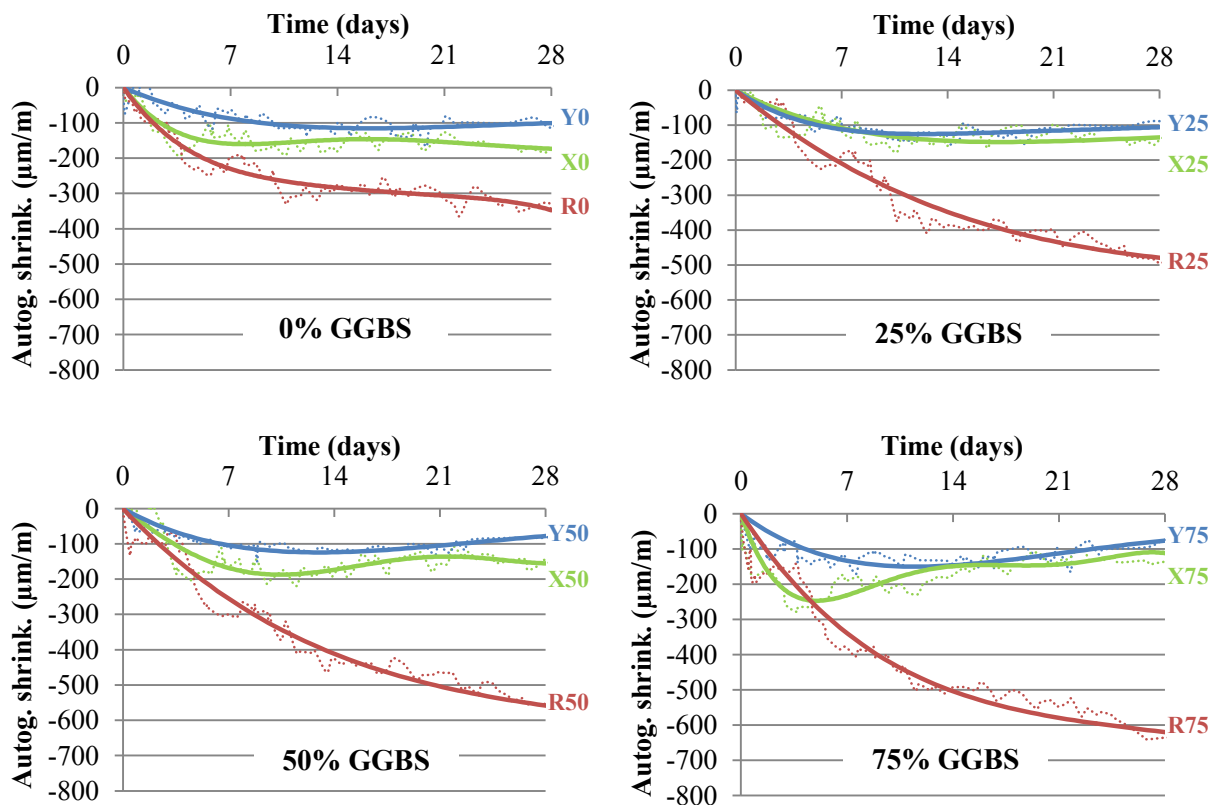 Time (days)
0 7 14 21 28
Autog. shrink. (µm/m)
0
-100
-200
-300
-400
-500
-600
-700
-800
Y0
X0
R0
0% GGBS
Time (days)
0 7 14 21 28
Autog. shrink. (µm/m)
0
-100
-200
-300
-400
-500
-600
-700
-800
Y25
X25
R25
25% GGBS
Time (days)
0 7 14 21 28
Autog. shrink. (µm/m)
0
-100
-200
-300
-400
-500
-600
-700
-800
Y50
X50
R50
50% GGBS
Time (days)
0 7 14 21 28
Autog. shrink. (µm/m)
0
-100
-200
-300
-400
-500
-600
-700
-800
Y75
X75
R75
75% GGBS